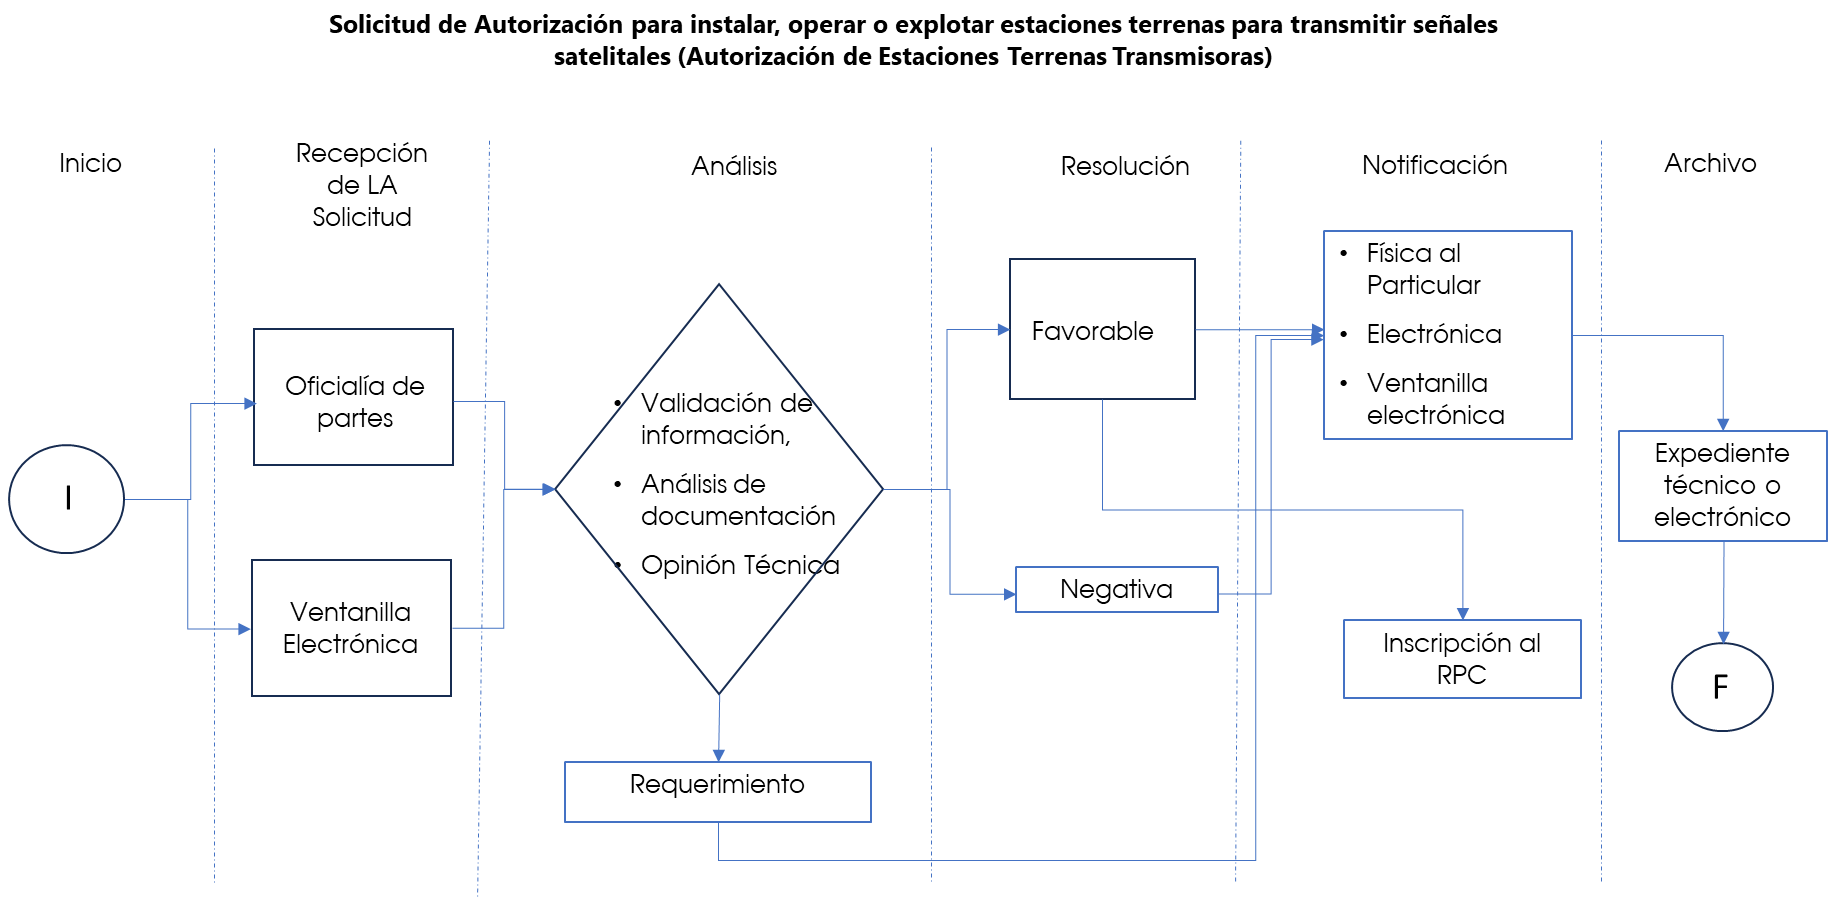 Solicitud de Autorización para instalar, operar o explotar estaciones terrenas para transmitir señales
satelitales (Autorización de Estaciones Terrenas Transmisoras)
Inicio
Recepción
de LA
Solicitud
Análisis
Resolución
Notificación
Archivo
I
Oficialía de
partes
Ventanilla
Electrónica
• Validación de
información,
• Análisis de
documentación
• Opinión Técnica
Requerimiento
Favorable
Negativa
• Física al
Particular
• Electrónica
• Ventanilla
electrónica
Inscripción al
RPC
Expediente
técnico o
electrónico
F